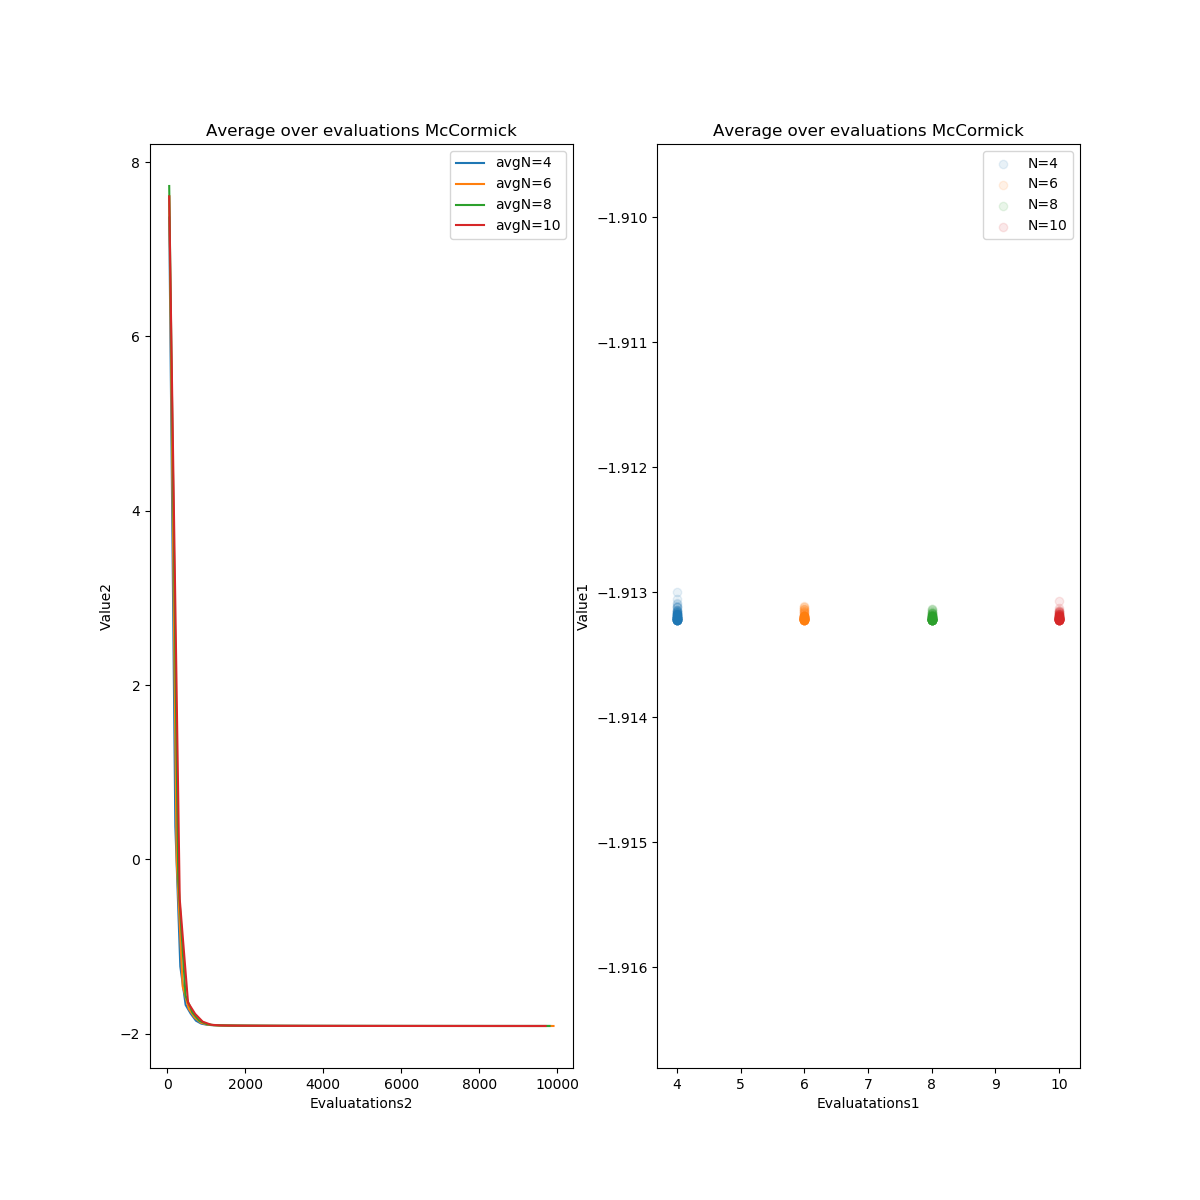 Average over evaluations McCormick
8
6
4
2
0
−2
Value2
0 2000 4000 6000 8000 10000
Evaluatations2
avgN=4
avgN=6
avgN=8
avgN=10
Average over evaluations McCormick
−1.910
−1.911
−1.912
−1.913
−1.914
−1.915
−1.916
Value1
4 5 6 7 8 9 10
Evaluatations1
N=4
N=6
N=8
N=10